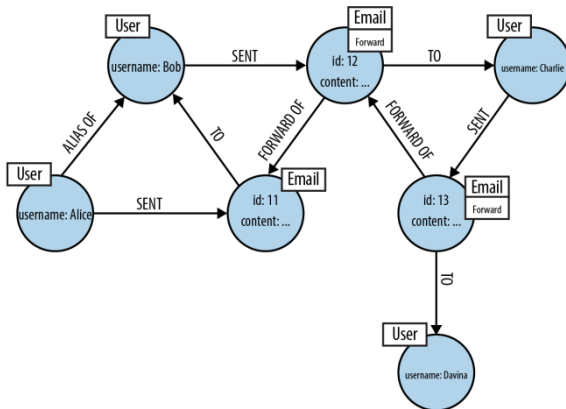 User
username: Bob
SENT
Email
Forward
id: 12
content: ...
TO
User
username: Charlie
ALIAS OF
TO
FORWARD OF
FORWARD OF
SENT
User
username: Alice
SENT
Email
id: 11
content: ...
Email
Forward
id: 13
content: ...
TO
User
username: Davina